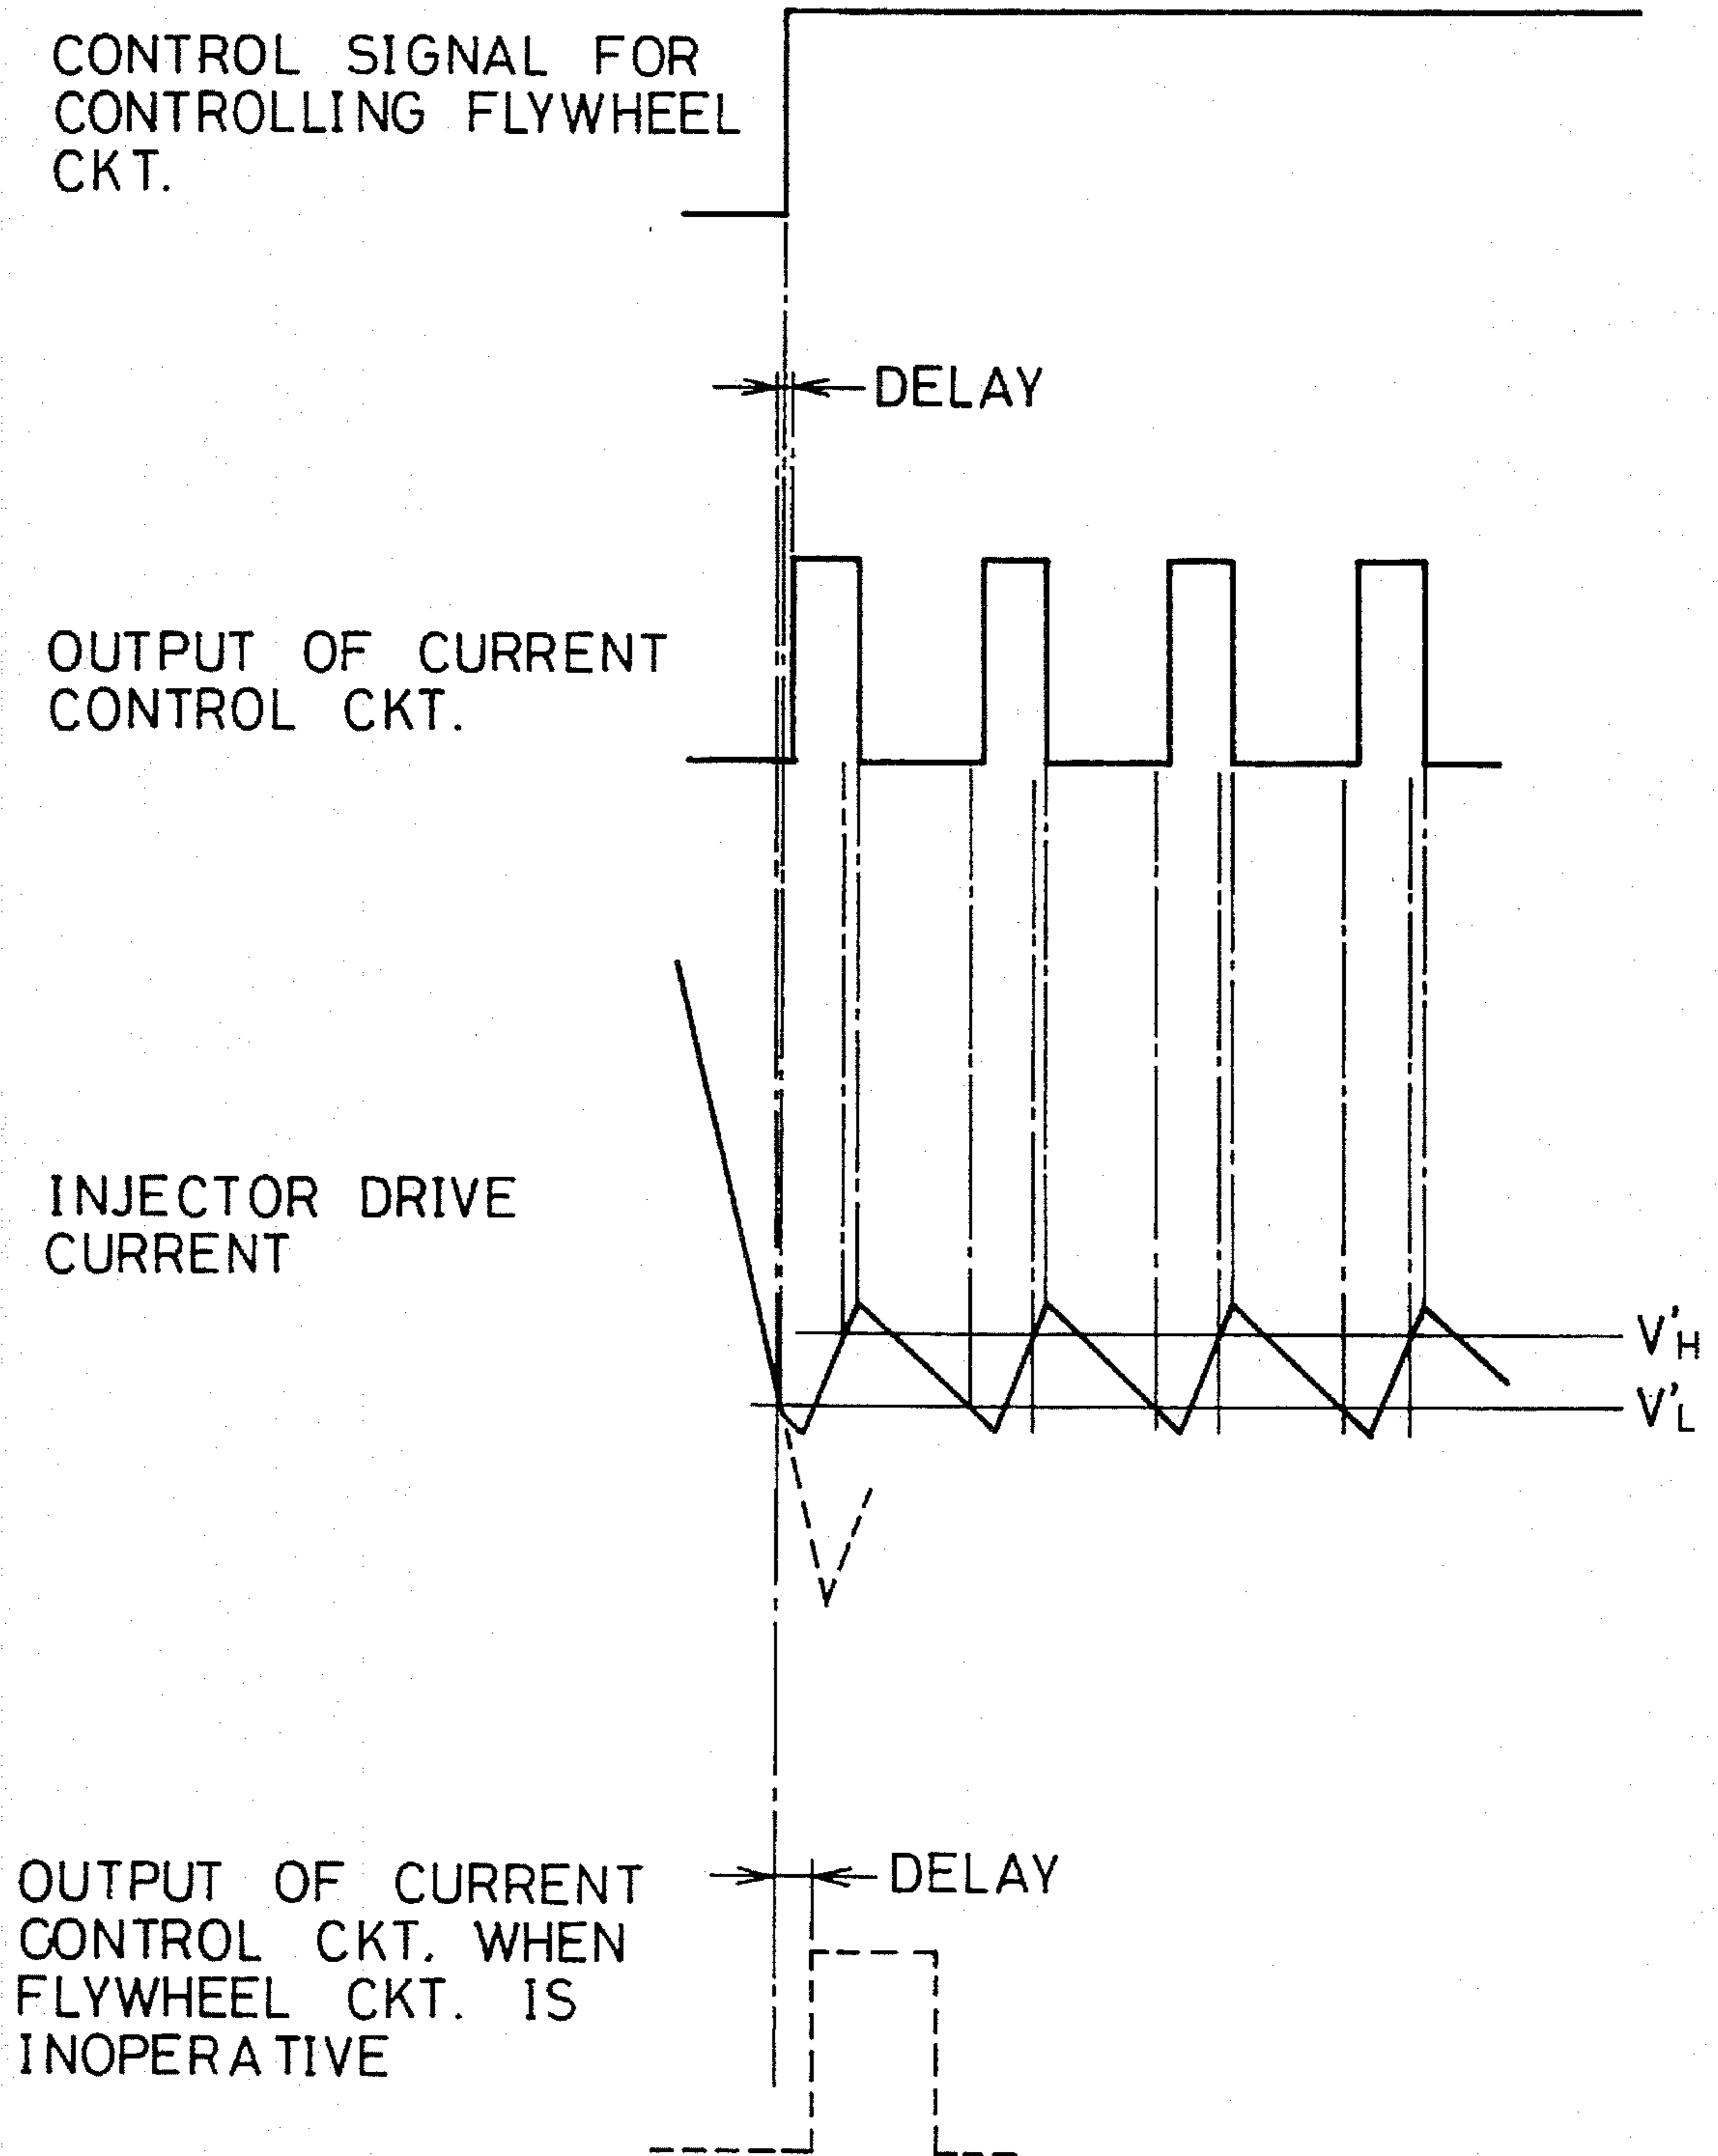 CONTROL SIGNAL FOR
CONTROLLING FLYWHEEL
CKT.
DELAY
OUTPUT OF CURRENT
CONTROL CKT.
INJECTOR DRIVE
CURRENT
V'H
V'L
OUTPUT OF CURRENT
CONTROL CKT. WHEN
FLYWHEEL CKT. IS
INOPERATIVE
DELAY